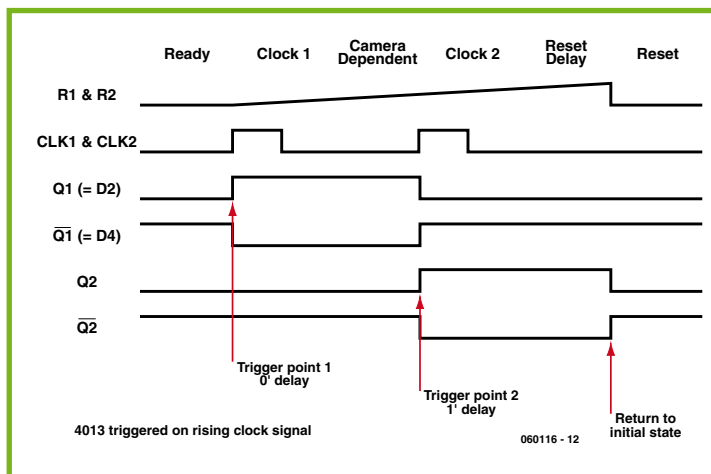 Ready Clock 1 Camera Dependent Clock 2 Reset Delay Reset
R1 & R2
CLK1 & CLK2
Q1 (= D2)
Q̅1̅ (= D4)
Q2
Q̅2̅
Trigger point 1
0' delay
Trigger point 2
1' delay
Return to
initial state
4013 triggered on rising clock signal
060116 - 12